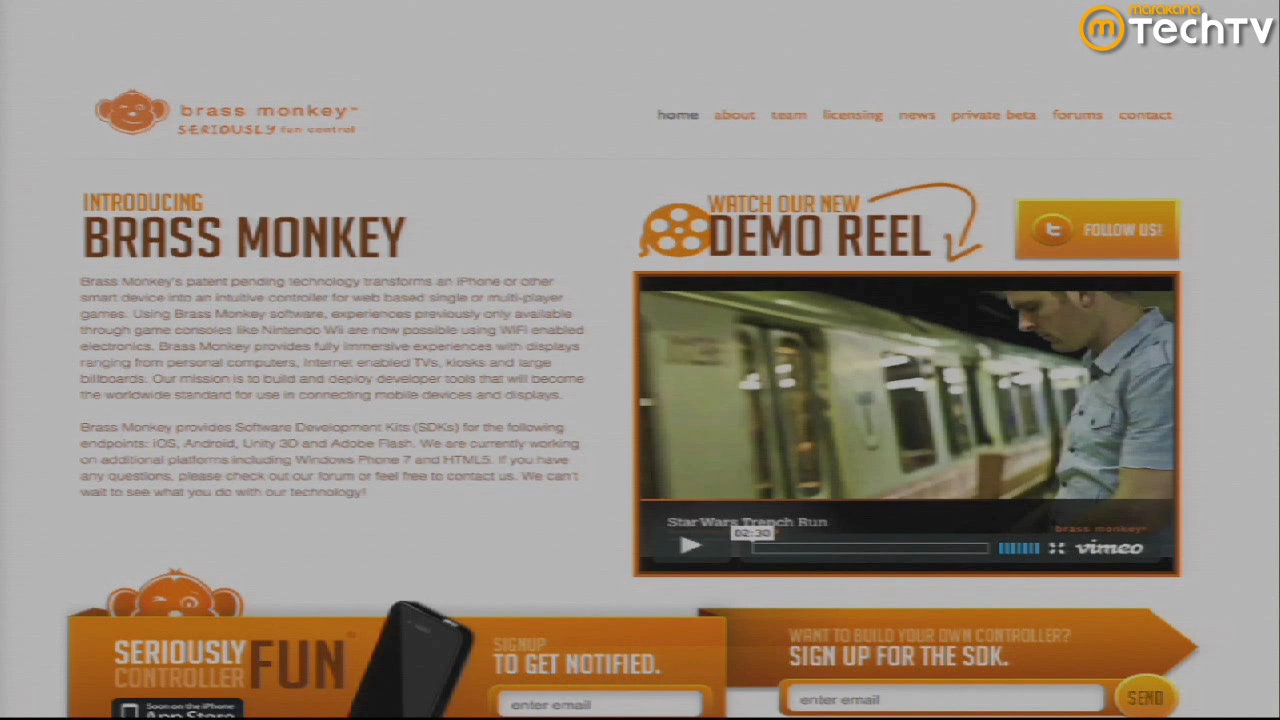 marakana
TechTV
brass monkey™
SERIOUSLY fun control
home about team licensing news private beta forums contact
INTRODUCING
BRASS MONKEY
WATCH OUR NEW
DEMO REEL
FOLLOW US!
Brass Monkey's patent pending technology transforms an iPhone or other
smart device into an intuitive controller for web based single or multi-player
games. Using Brass Monkey software, experiences previously only available
through game consoles like Nintendo Wii are now possible using WiFi enabled
electronics. Brass Monkey provides fully immersive experiences with displays
ranging from personal computers, Internet enabled TVs, kiosks and large
billboards. Our mission is to build and deploy developer tools that will become
the worldwide standard for use in connecting mobile devices and displays.
Brass Monkey provides Software Development Kits (SDKs) for the following
endpoints: iOS, Android, Unity 3D and Adobe Flash. We are currently working
on additional platforms including Windows Phone 7 and HTML5. If you have
any questions, please check out our forum or feel free to contact us. We can't
wait to see what you do with our technology!
Star Wars Trench Run
brass monkey™
02:30
vimeo
SERIOUSLY
CONTROLLER
FUN
Soon on the iPhone
App Store
SIGNUP
TO GET NOTIFIED.
enter email
WANT TO BUILD YOUR OWN CONTROLLER?
SIGN UP FOR THE SDK.
enter email
SEND